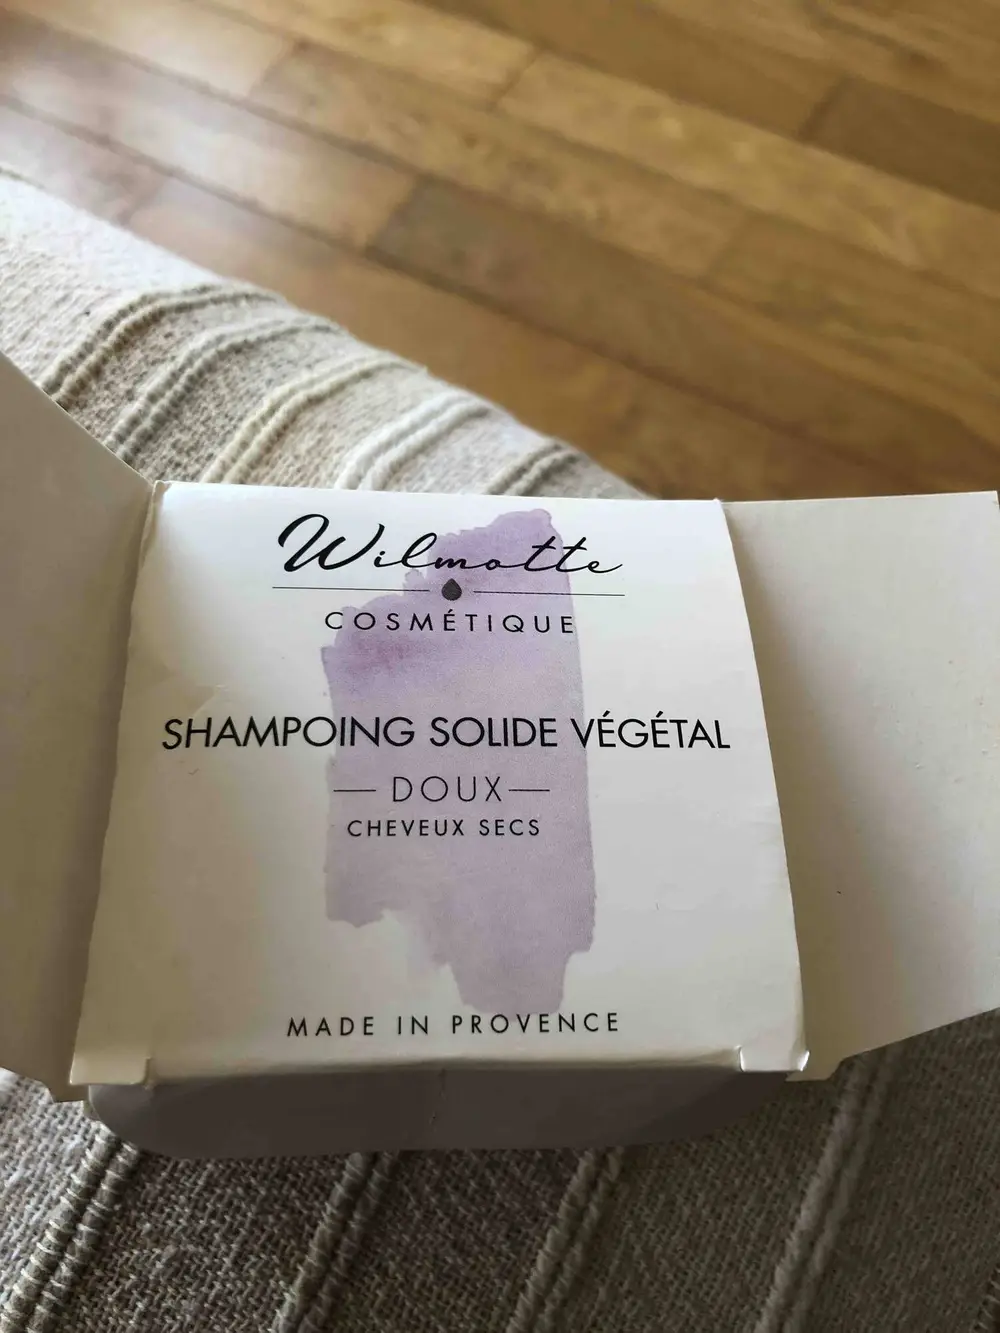 Wilmotte
COSMÉTIQUE
SHAMPOING SOLIDE VÉGÉTAL
DOUX
CHEVEUX SECS
MADE IN PROVENCE